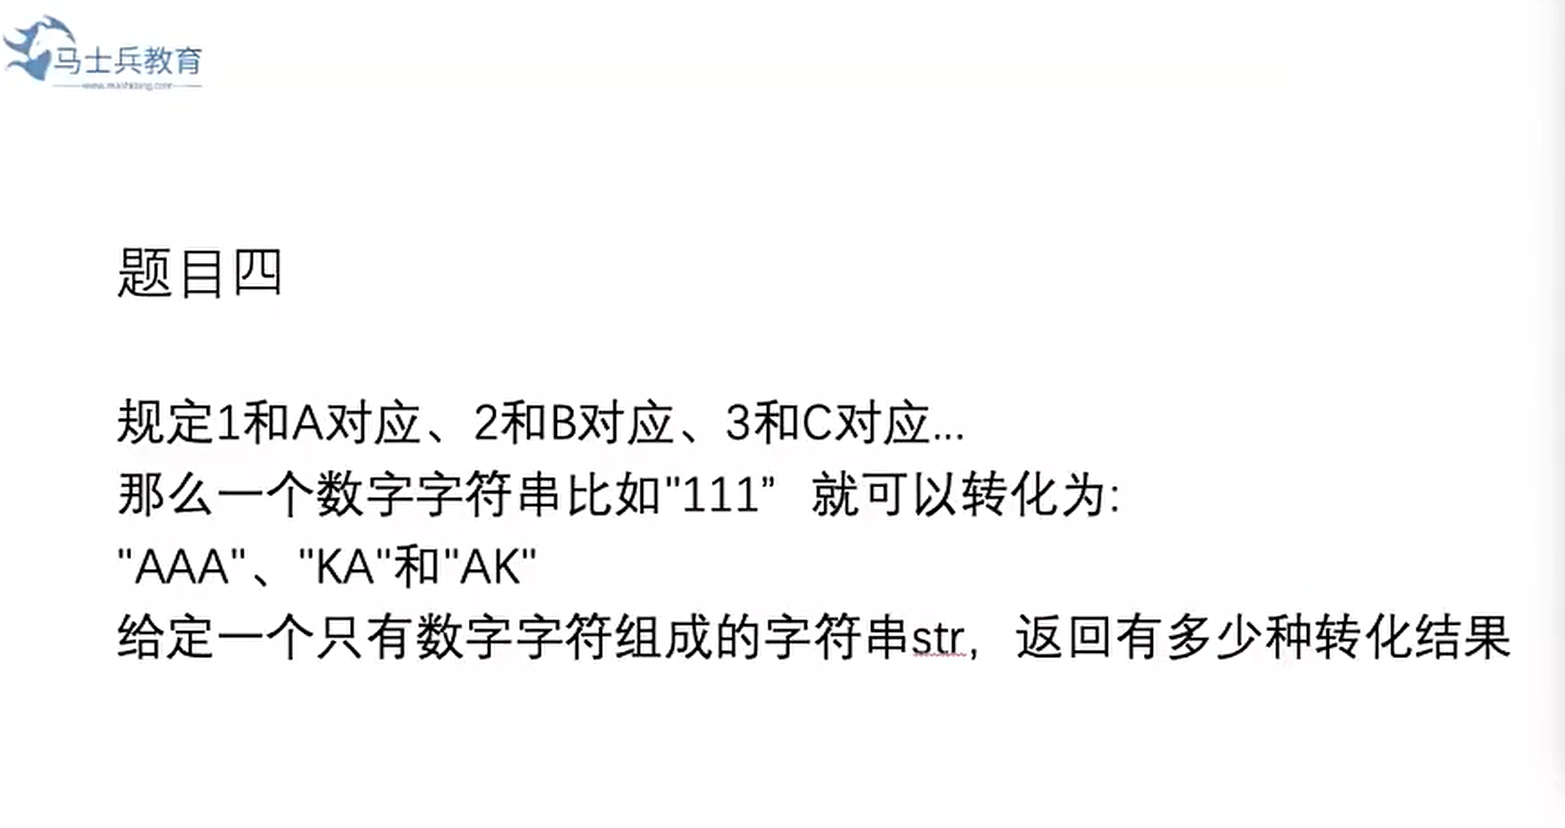 马士兵教育
www.mashibing.com
题目四
规定1和A对应、2和B对应、3和C对应...
那么一个数字字符串比如"111” 就可以转化为:
"AAA"、"KA"和"AK"
给定一个只有数字字符组成的字符串str，返回有多少种转化结果